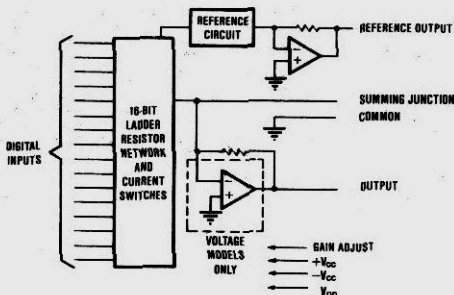 REFERENCE
CIRCUIT
REFERENCE OUTPUT
16-BIT
LADDER
RESISTOR
NETWORK
AND
CURRENT
SWITCHES
DIGITAL
INPUTS
SUMMING JUNCTION
COMMON
OUTPUT
VOLTAGE
MODELS
ONLY
GAIN ADJUST
+VCC
−VCC
VDD